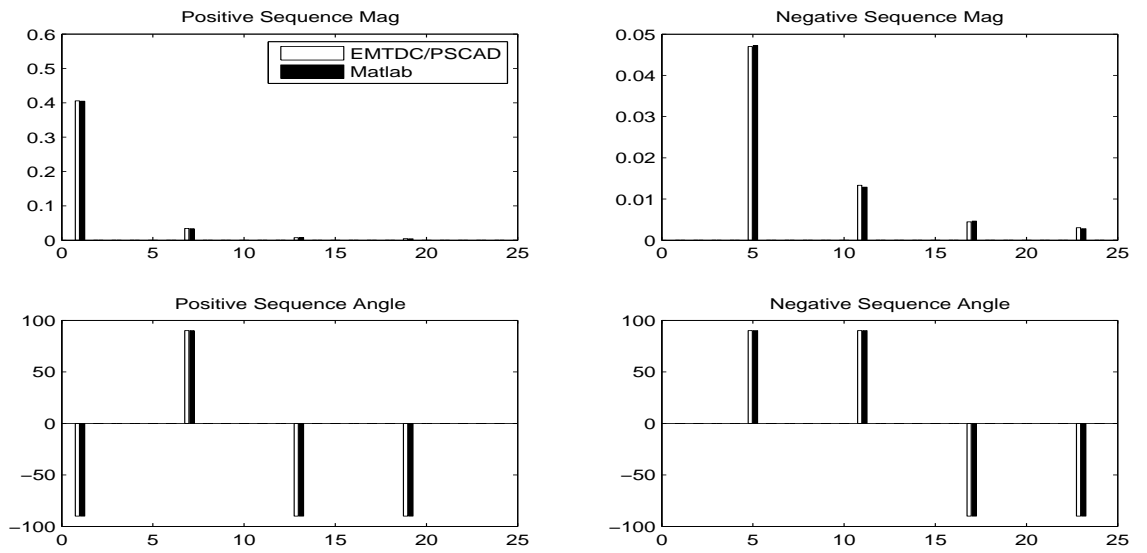 Positive Sequence Mag
0.6
0.5
0.4
0.3
0.2
0.1
0
0 5 10 15 20 25
EMTDC/PSCAD
Matlab
Negative Sequence Mag
0.05
0.04
0.03
0.02
0.01
0
0 5 10 15 20 25
Positive Sequence Angle
100
50
0
−50
−100
0 5 10 15 20 25
Negative Sequence Angle
100
50
0
−50
−100
0 5 10 15 20 25